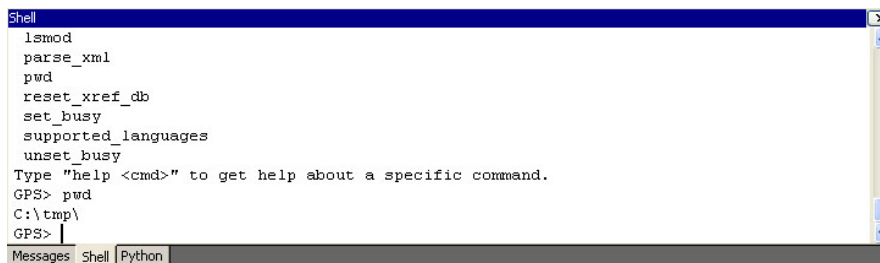 Shell
lsmod
parse_xml
pwd
reset_xref_db
set_busy
supported_languages
unset_busy
Type "help <cmd>" to get help about a specific command.
GPS> pwd
C:\tmp\
GPS>
Messages Shell Python